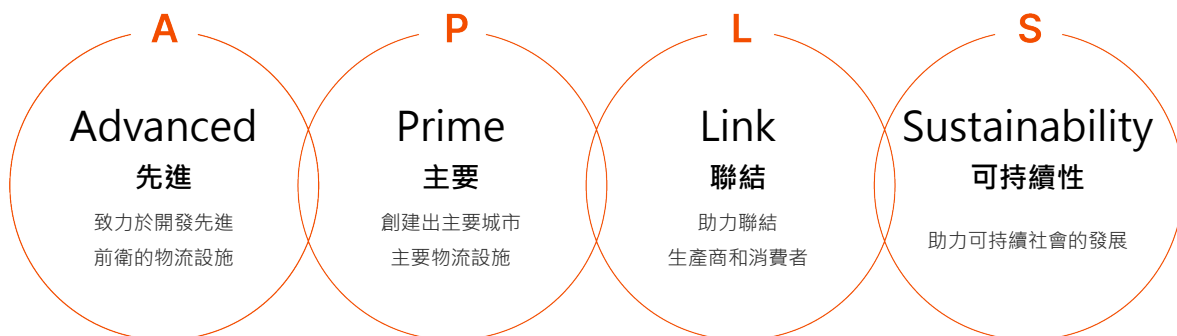 A
Advanced
先進
致力於開發先進
前衛的物流設施
P
Prime
主要
創建出主要城市
主要物流設施
L
Link
聯結
助力聯結
生產商和消費者
S
Sustainability
可持續性
助力可持續社會的發展